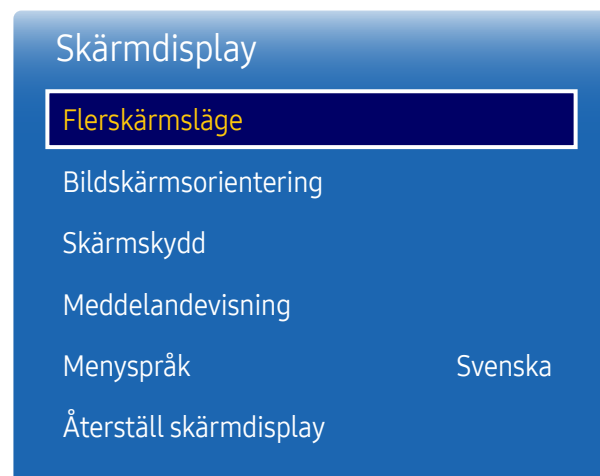 Skärmdisplay
Flerskärmsläge
Bildskärmsorientering
Skärmskydd
Meddelandevisning
Menyspråk Svenska
Återställ skärmdisplay